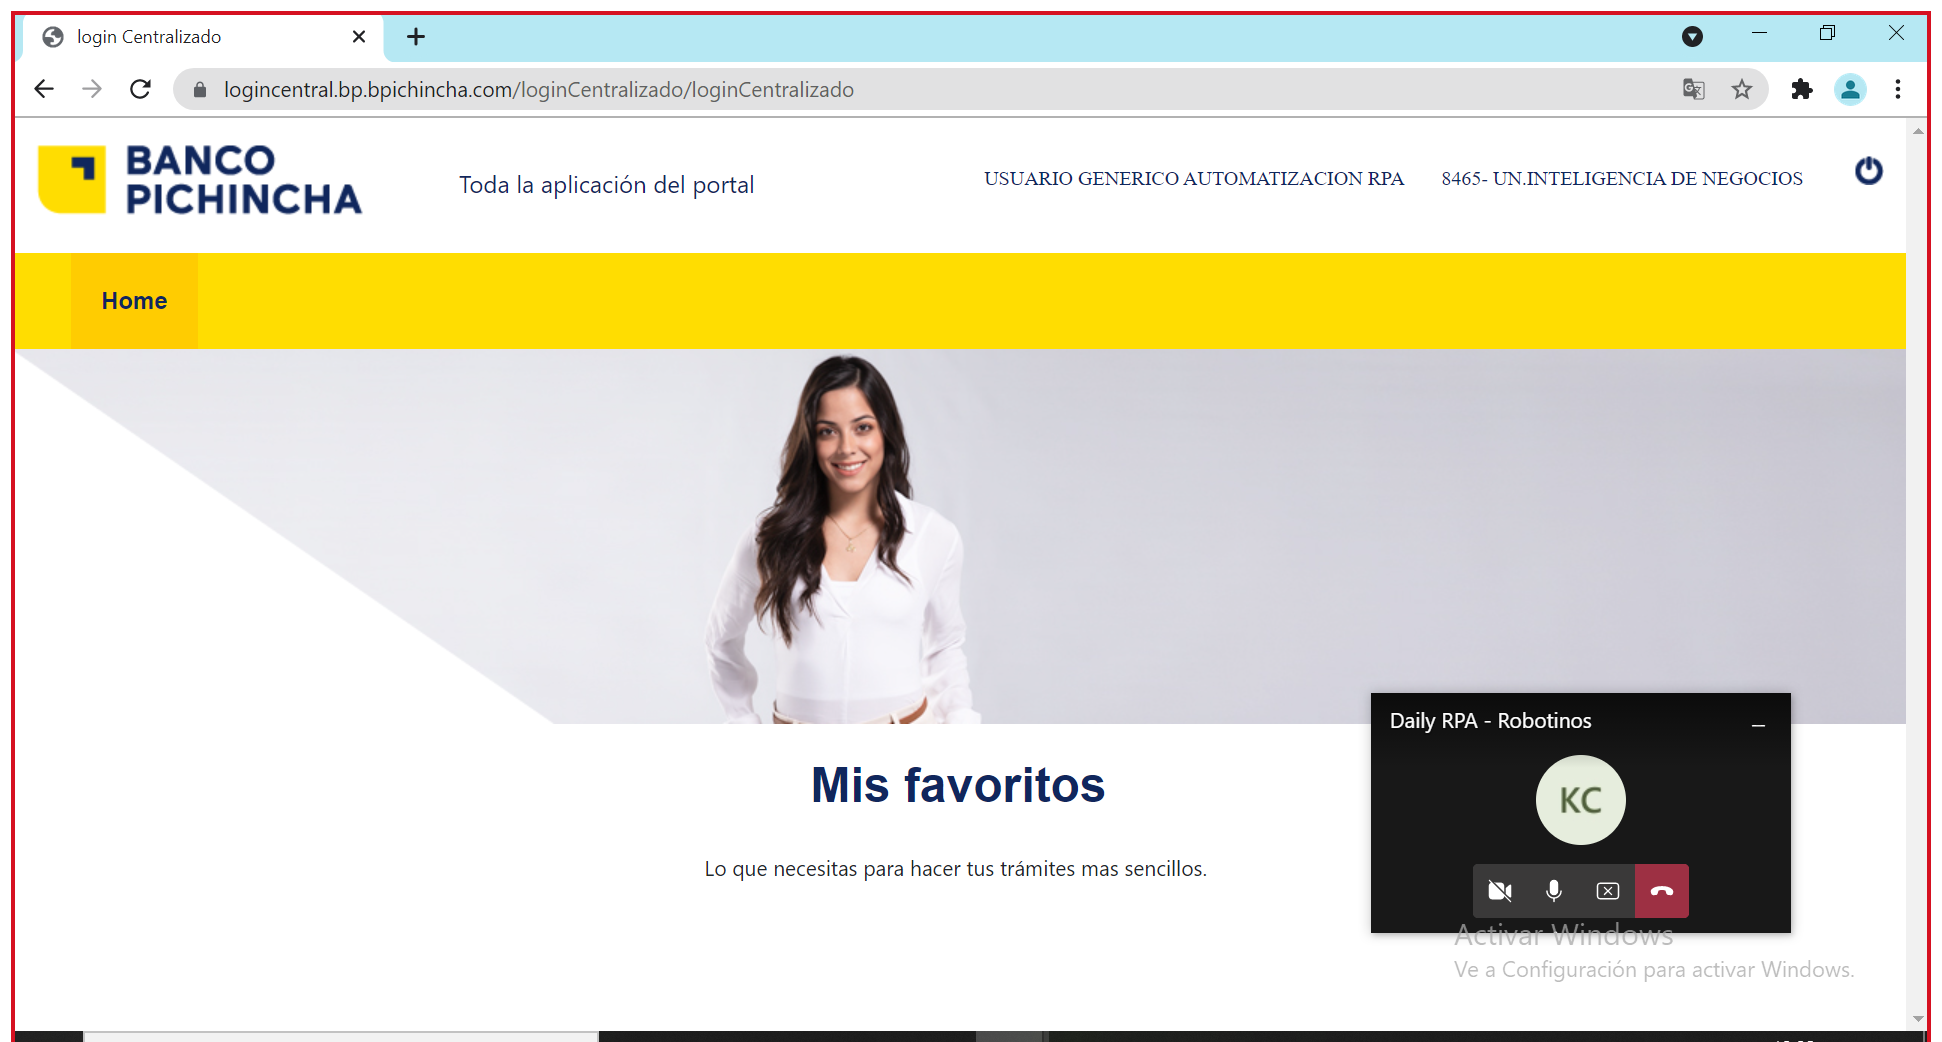 login Centralizado
logincentral.bp.bpichincha.com/loginCentralizado/loginCentralizado
BANCO
PICHINCHA
Toda la aplicación del portal
USUARIO GENERICO AUTOMATIZACION RPA
8465- UN.INTELIGENCIA DE NEGOCIOS
Home
Daily RPA - Robotinos
KC
Mis favoritos
Lo que necesitas para hacer tus trámites mas sencillos.
Activar Windows
Ve a Configuración para activar Windows.